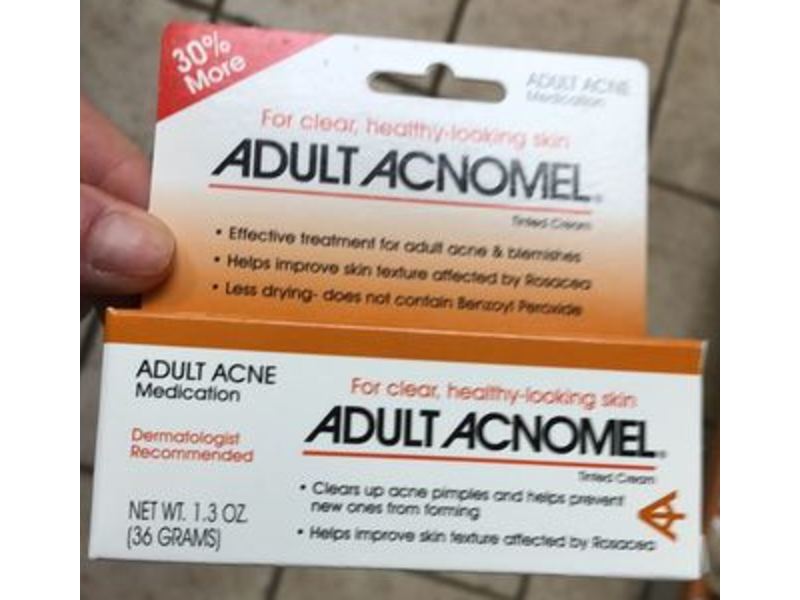 30%
More
ADULT ACNE
Medication
For clear, healthy-looking skin
ADULT ACNOMEL®
Tinted Cream
• Effective treatment for adult acne & blemishes
• Helps improve skin texture affected by Rosacea
• Less drying- does not contain Benzoyl Peroxide
ADULT ACNE
Medication
For clear, healthy-looking skin
ADULT ACNOMEL®
Tinted Cream
Dermatologist
Recommended
• Clears up acne pimples and helps prevent
new ones from forming
• Helps improve skin texture affected by Rosacea
NET WT. 1.3 OZ.
(36 GRAMS)